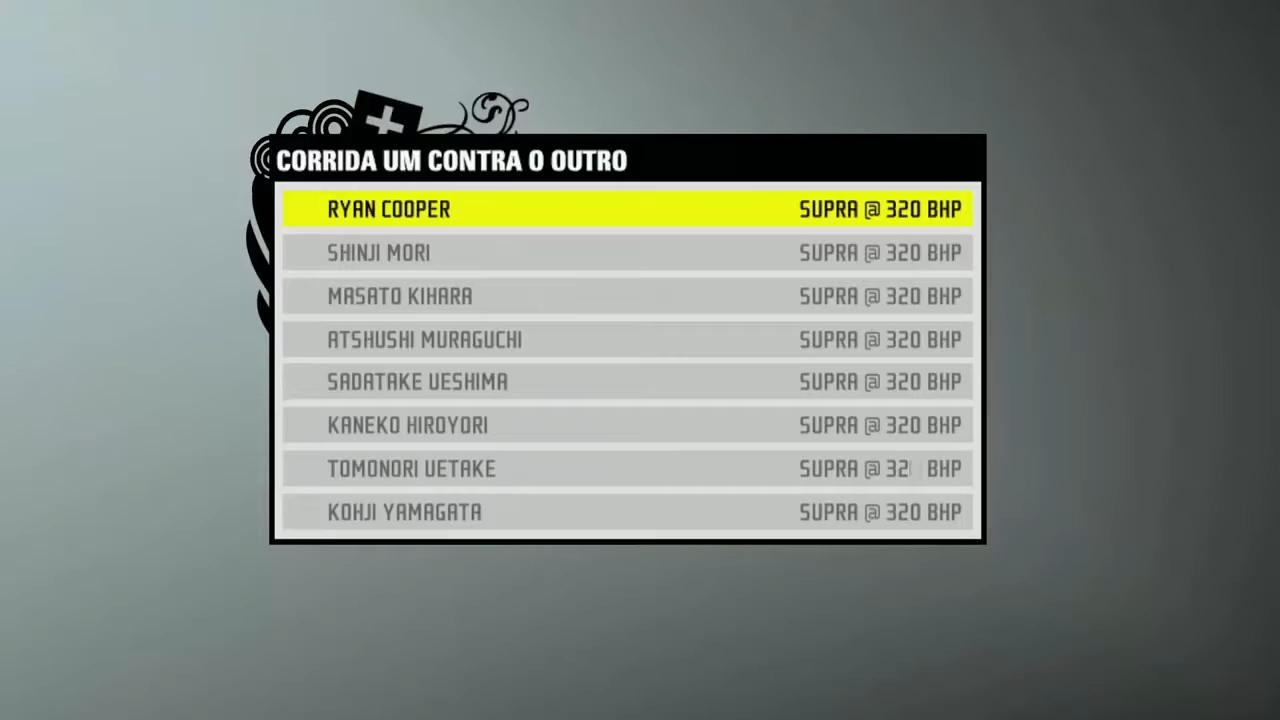 CORRIDA UM CONTRA O OUTRO
RYAN COOPER SUPRA @ 320 BHP
SHINJI MORI SUPRA @ 320 BHP
MASATO KIHARA SUPRA @ 320 BHP
ATSHUSHI MURAGUCHI SUPRA @ 320 BHP
SADATAKE UESHIMA SUPRA @ 320 BHP
KANEKO HIROYORI SUPRA @ 320 BHP
TOMONORI UETAKE SUPRA @ BHP
KOHJI YAMAGATA SUPRA @ 320 BHP